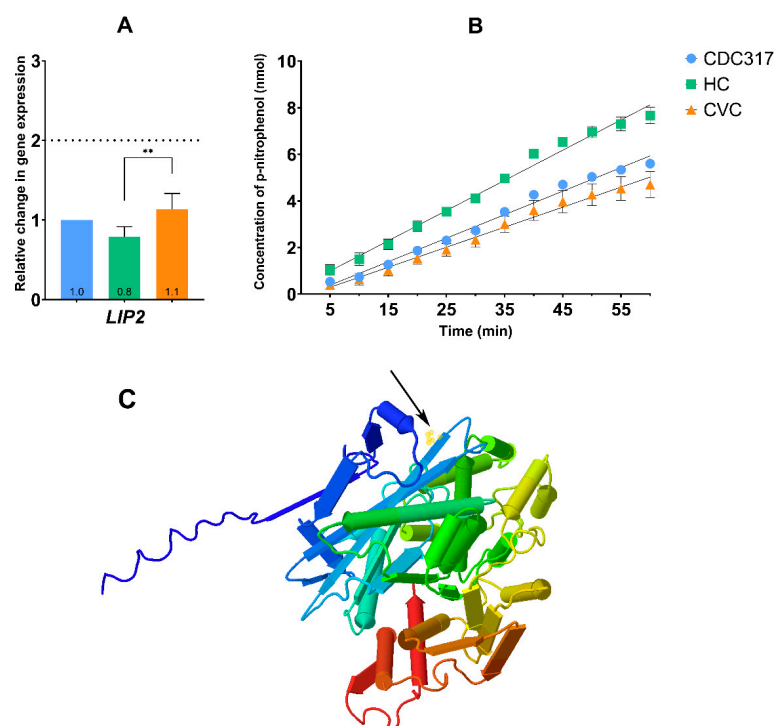 A
Relative change in gene expression
3
2
1
0
**
1.0
0.8
1.1
LIP2
B
Concentration of p-nitrophenol (nmol)
10
8
6
4
2
0
5
15
25
35
45
55
Time (min)
CDC317
HC
CVC
C